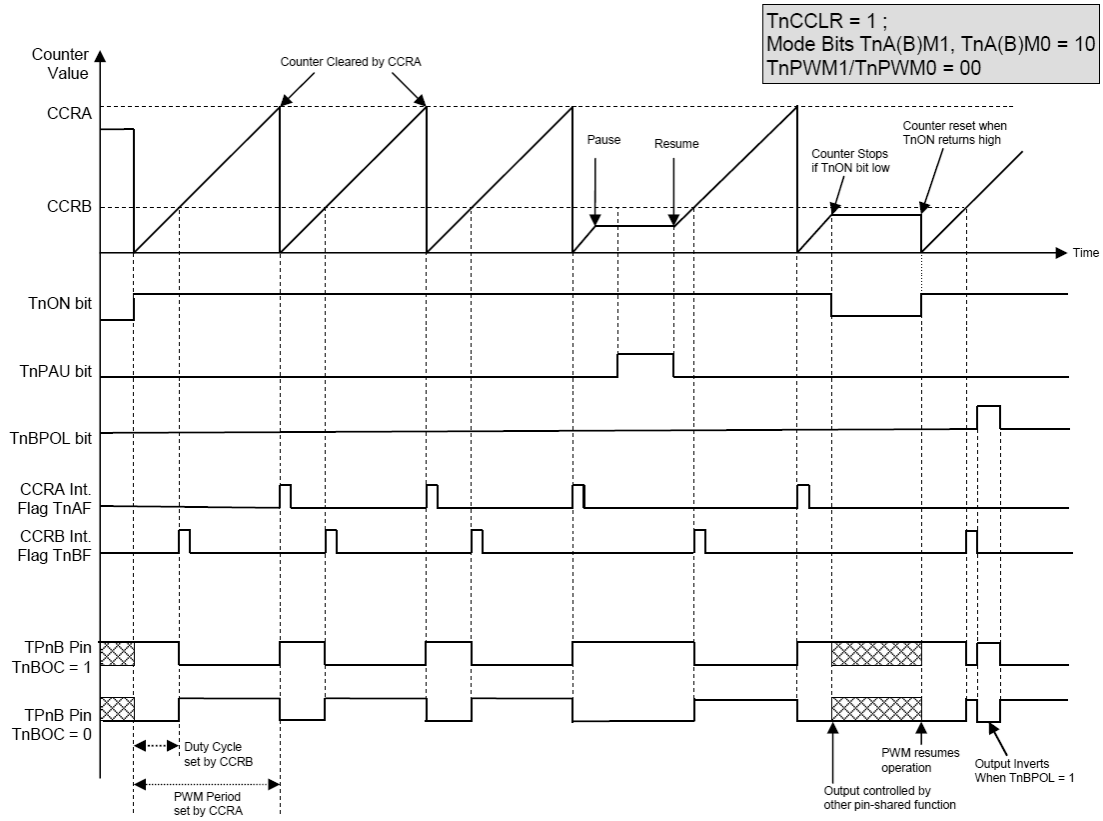 TnCCLR = 1 ;
Mode Bits TnA(B)M1, TnA(B)M0 = 10
TnPWM1/TnPWM0 = 00
Counter
Value
Counter Cleared by CCRA
CCRA
Pause
Resume
Counter Stops
if TnON bit low
Counter reset when
TnON returns high
CCRB
Time
TnON bit
TnPAU bit
TnBPOL bit
CCRA Int.
Flag TnAF
CCRB Int.
Flag TnBF
TPnB Pin
TnBOC = 1
TPnB Pin
TnBOC = 0
Duty Cycle
set by CCRB
PWM Period
set by CCRA
Output controlled by
other pin-shared function
PWM resumes
operation
Output Inverts
When TnBPOL = 1